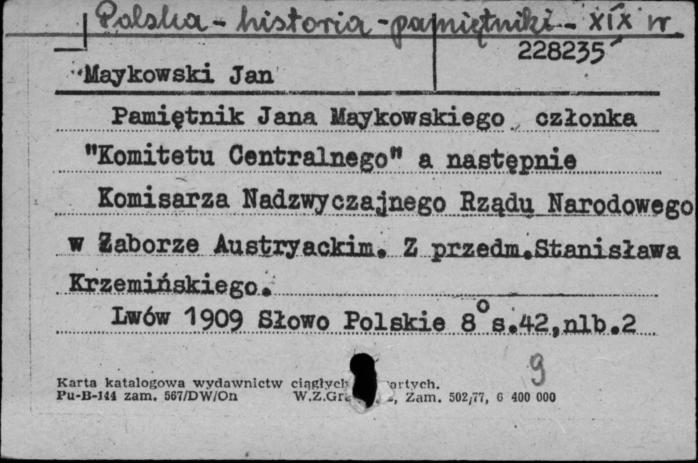 Polska - historia - pamiętniki - XIX w.
228235
Maykowski Jan
Pamiętnik Jana Maykowskiego, członka
"Komitetu Centralnego" a następnie
Komisarza Nadzwyczajnego Rządu Narodowego
w Zaborze Austryackim. Z przedm.Stanisława
Krzemińskiego.
Lwów 1909 Słowo Polskie 8° s.42,nlb.2
9
Karta katalogowa wydawnictw ciągłych
Pu-B-144 zam. 567/DW/On W.Z.Gr Zam. 502/77, 6 400 000